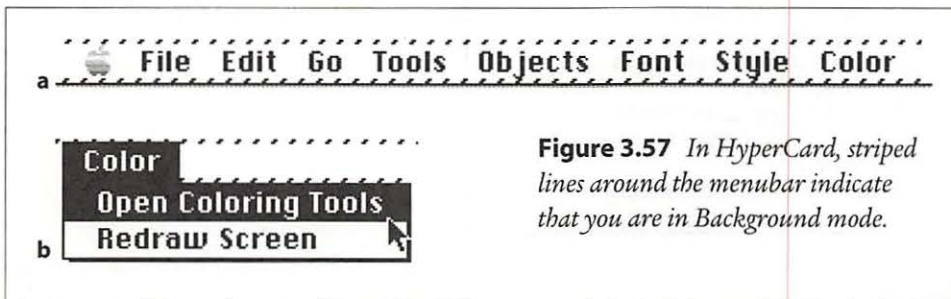 File Edit Go Tools Objects Font Style Color
a
Color
Open Coloring Tools
Redraw Screen
b
Figure 3.57 In HyperCard, striped
lines around the menubar indicate
that you are in Background mode.